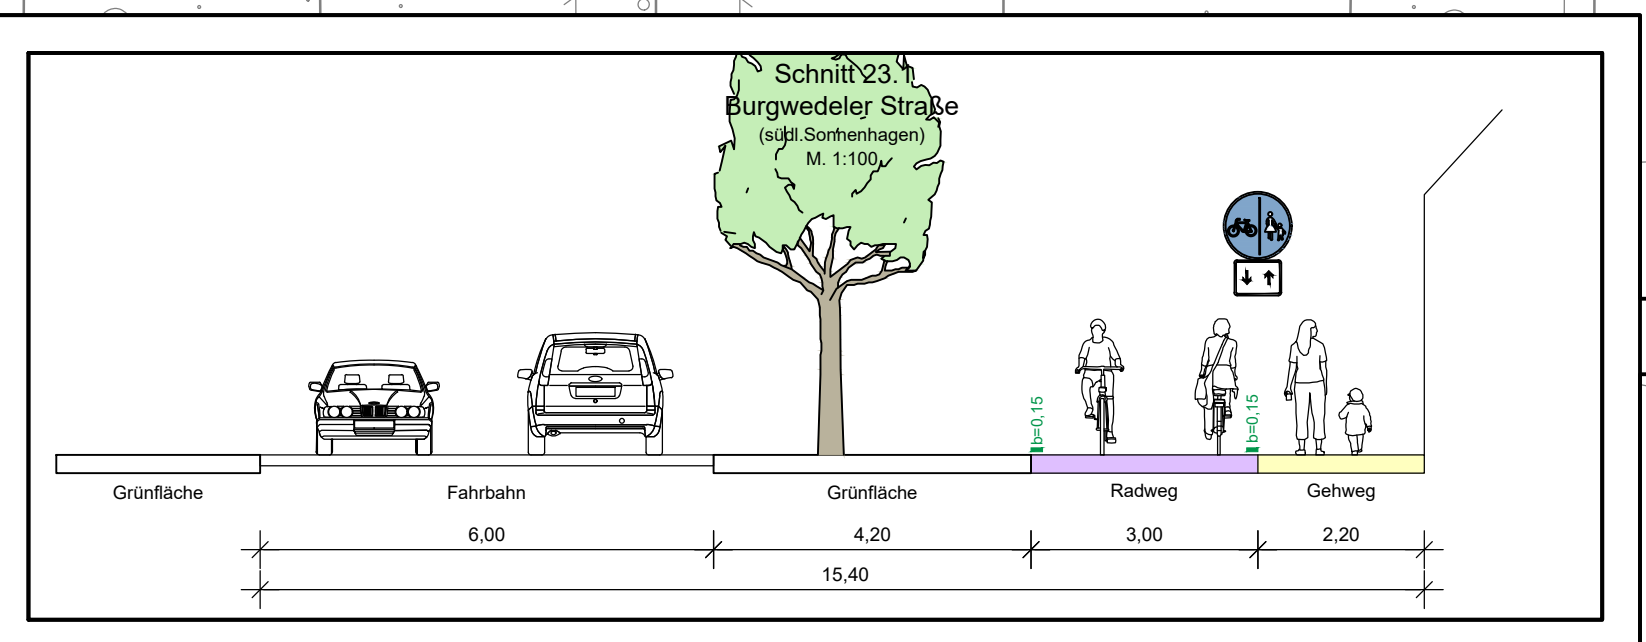 Schnitt 23.1
Burgwedeler Straße
(südl.Sonnenhagen)
M. 1:100
b=0,15
b=0,15
Grünfläche
Fahrbahn
Grünfläche
Radweg
Gehweg
6,00
4,20
3,00
2,20
15,40